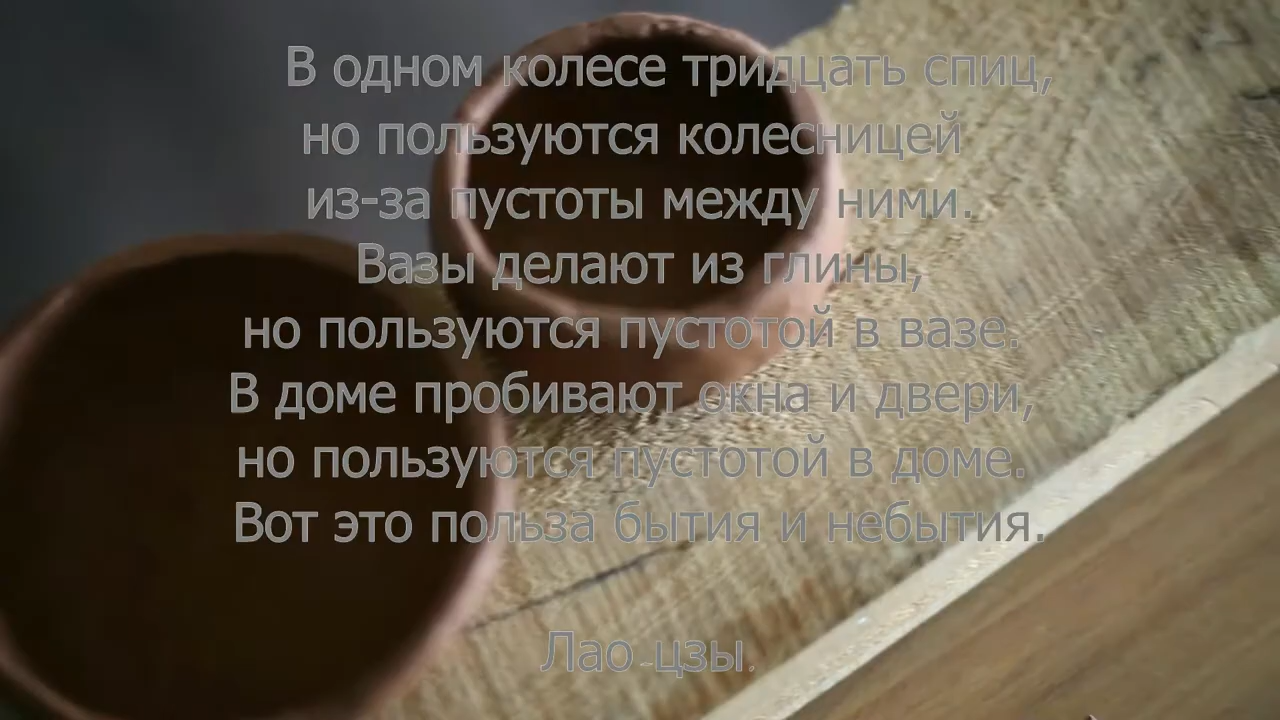 В одном колесе тридцать спиц,
но пользуются колесницей
из-за пустоты между ними.
Вазы делают из глины,
но пользуются пустотой в вазе.
В доме пробивают окна и двери,
но пользуются пустотой в доме.
Вот это польза бытия и небытия.
Лао-цзы.